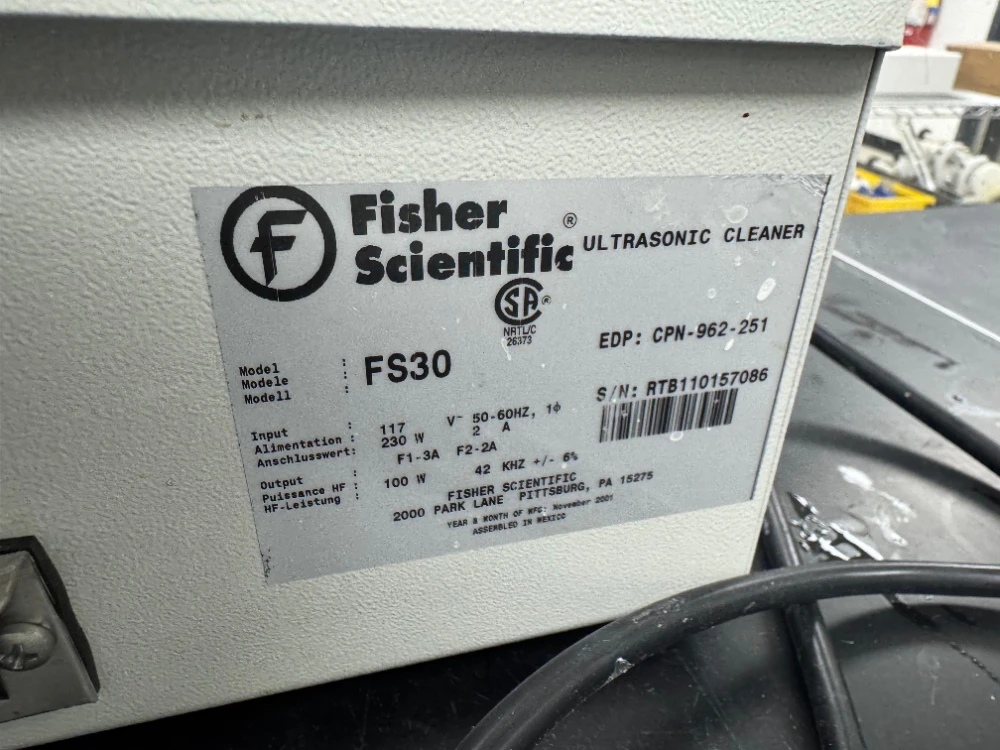 F
Fisher
Scientific®
ULTRASONIC CLEANER
SA®
NRTL/C
26373
EDP: CPN-962-251
Model :
Modele :
Modell
FS30
S/N: RTB110157086
Input : 117 V~ 50-60HZ, 1ϕ
Alimentation : 230 W 2 A
Anschlusswert: F1-3A F2-2A
Output :
Puissance HF : 100 W 42 KHZ +/- 6%
HF-Leistung :
FISHER SCIENTIFIC
2000 PARK LANE PITTSBURG, PA 15275
YEAR & MONTH OF MFG: November 2001
ASSEMBLED IN MEXICO